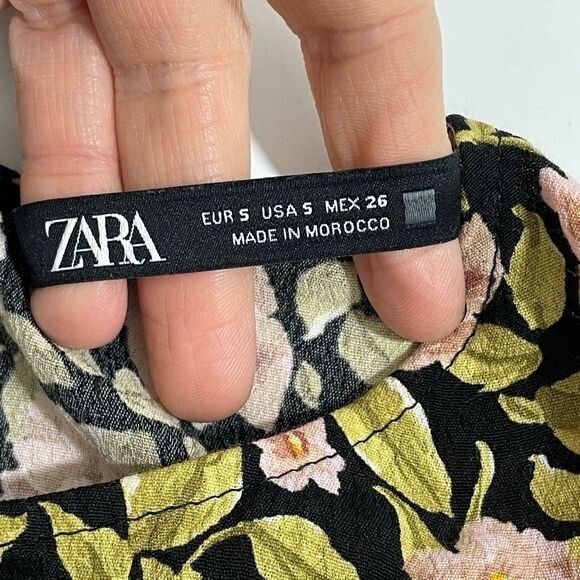 ZARA
EUR S USA S MEX 26
MADE IN MOROCCO